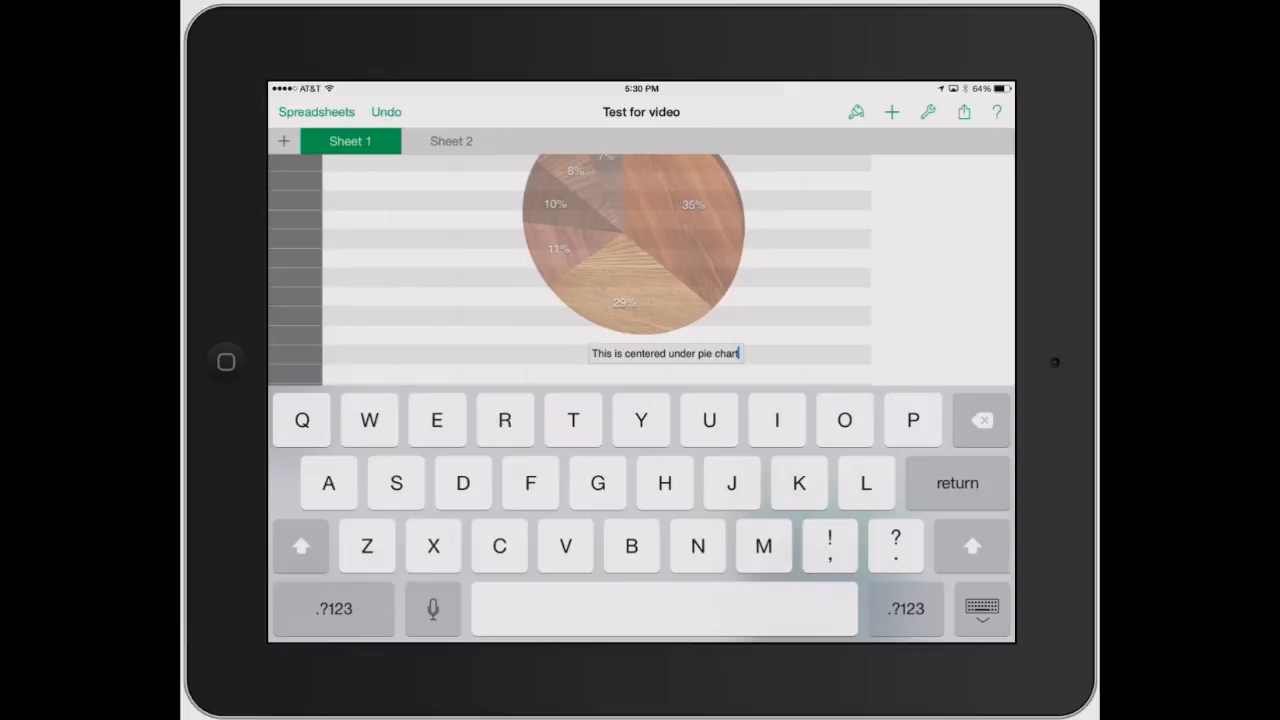 AT&T 5:30 PM 64%
Spreadsheets Undo Test for video ?
Sheet 1 Sheet 2
7%
8%
10% 35%
11%
29%
This is centered under pie chart
Q W E R T Y U I O P
A S D F G H J K L return
Z X C V B N M ! , ? .
.?123 .?123